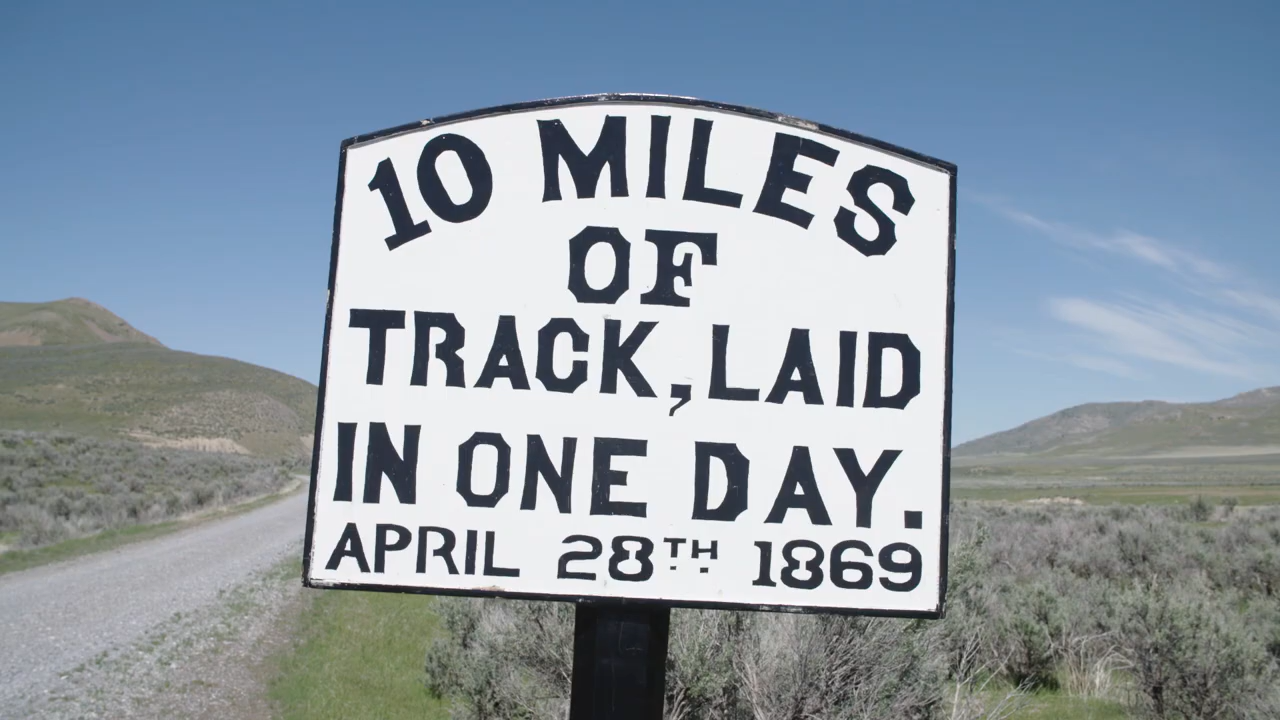 10 MILES
OF
TRACK, LAID
IN ONE DAY.
APRIL 28TH 1869